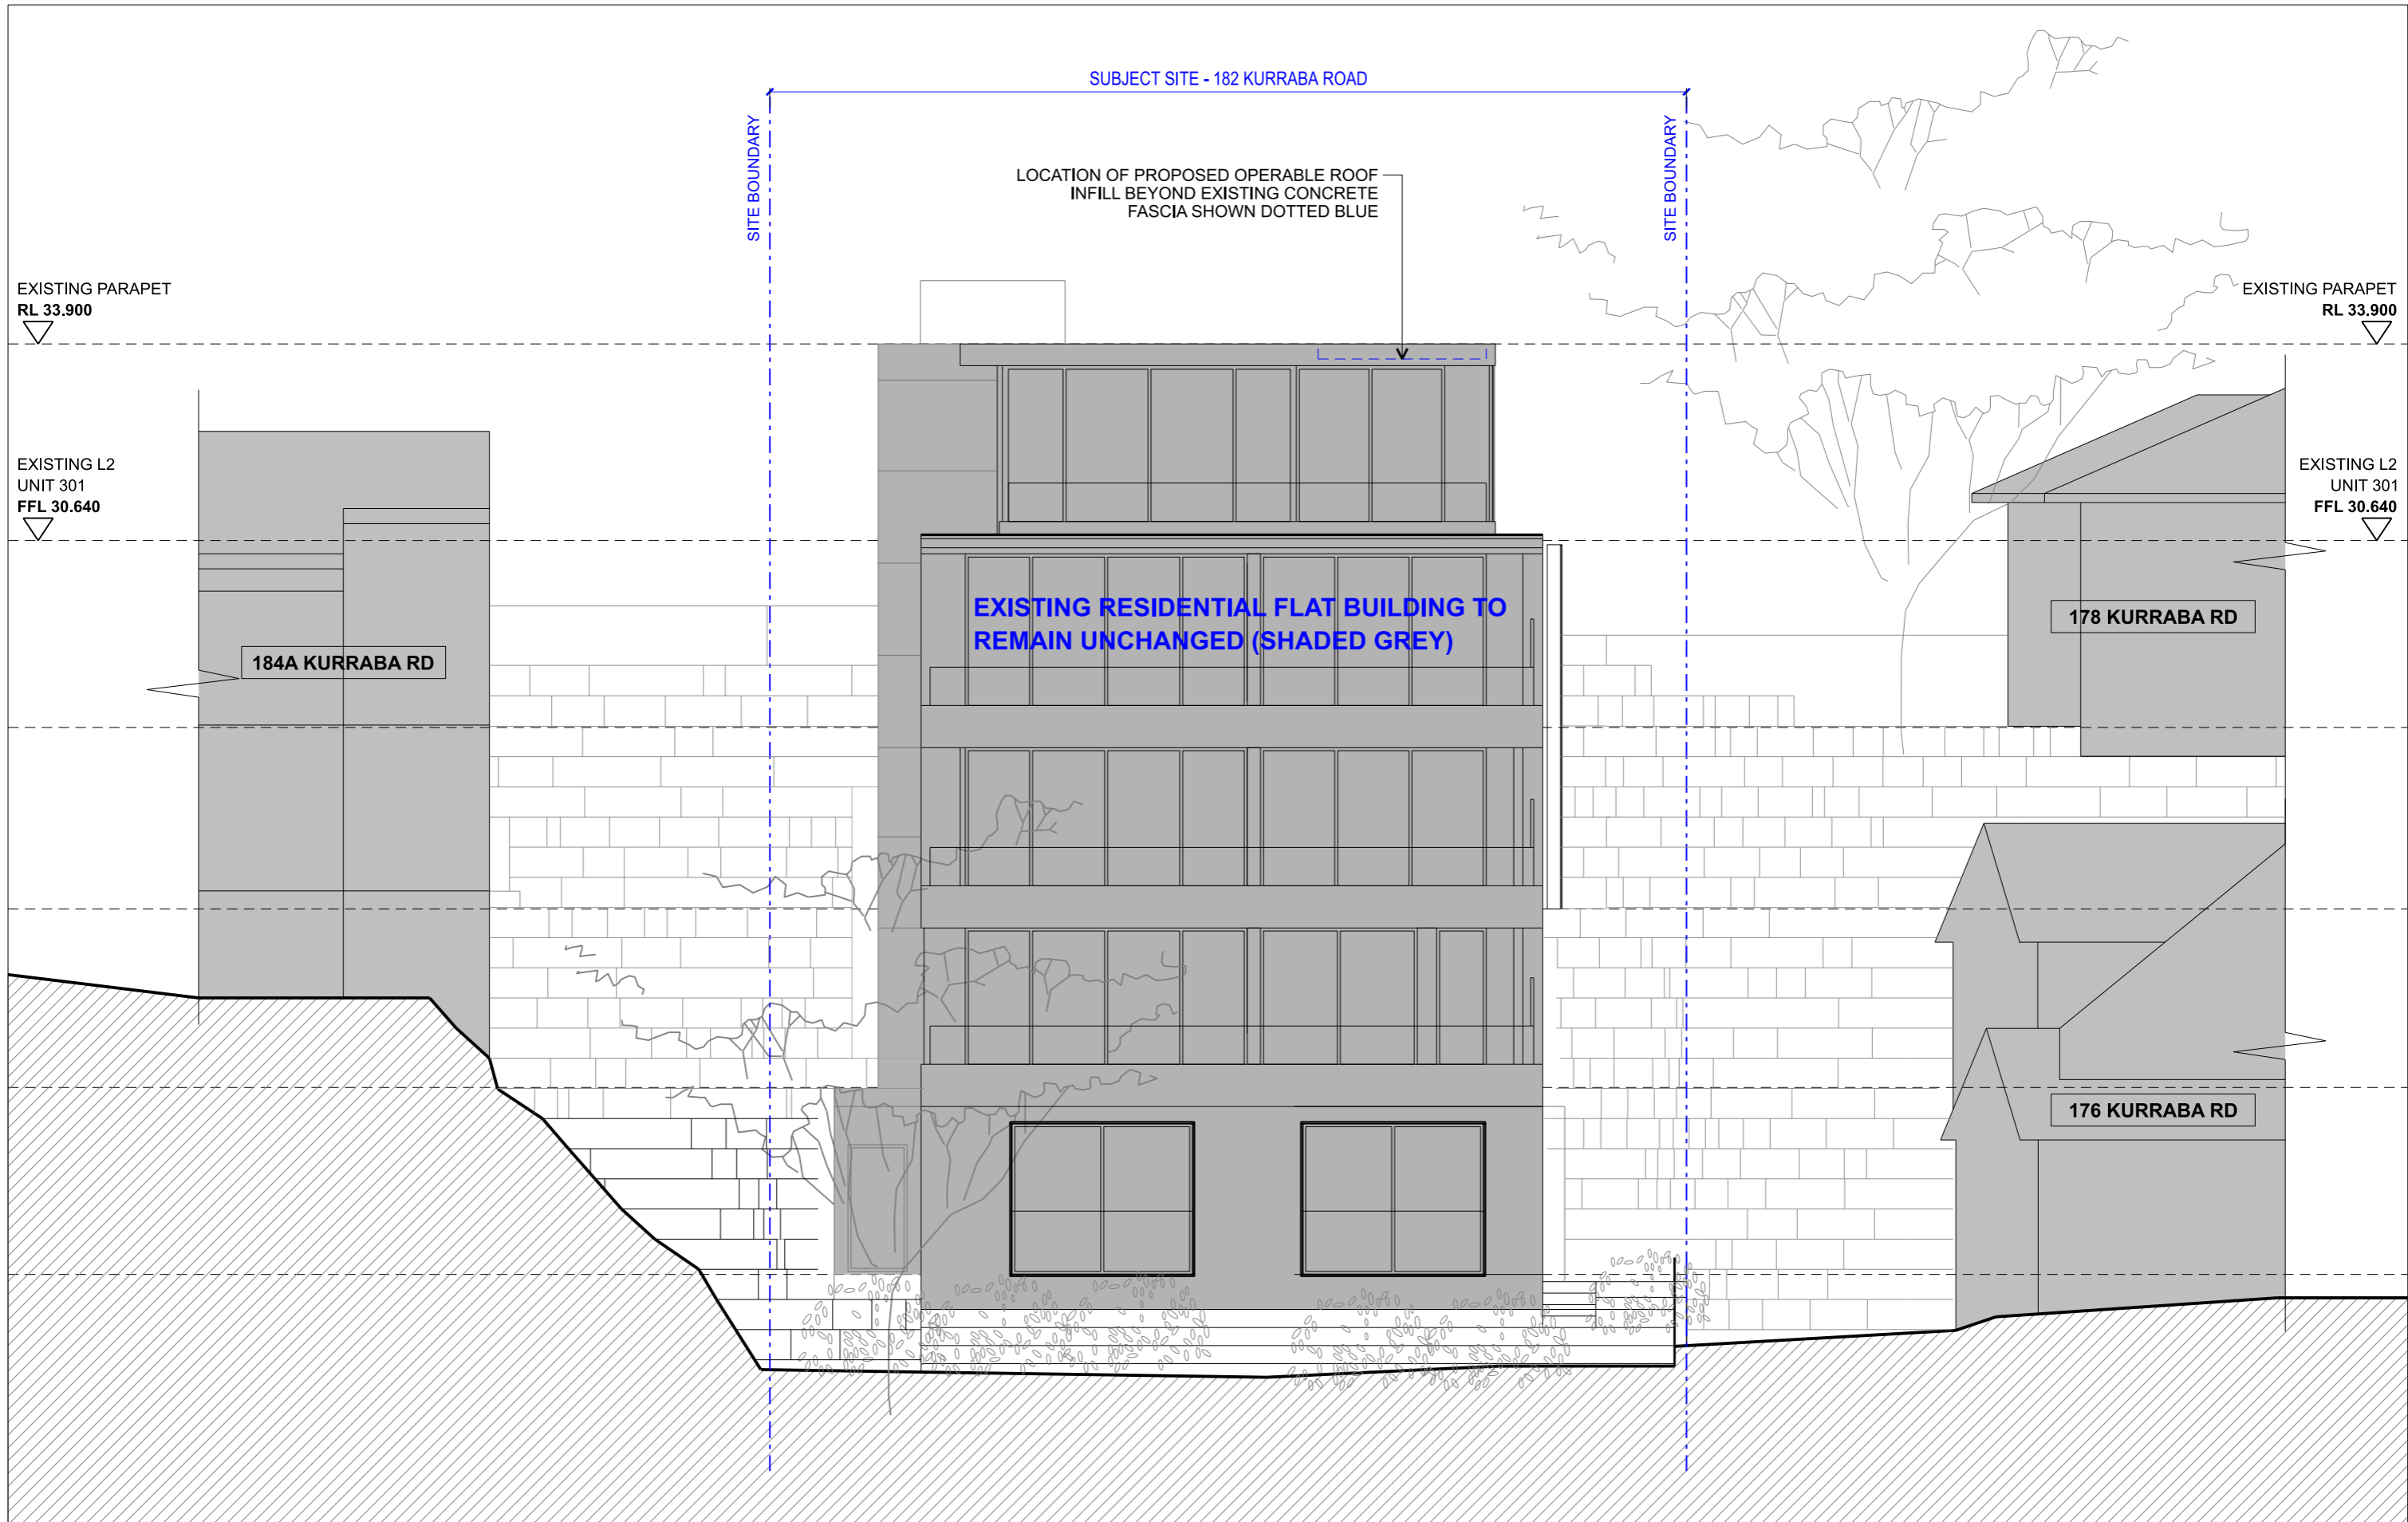 SUBJECT SITE - 182 KURRABA ROAD
SITE BOUNDARY
SITE BOUNDARY
LOCATION OF PROPOSED OPERABLE ROOF
INFILL BEYOND EXISTING CONCRETE
FASCIA SHOWN DOTTED BLUE
EXISTING PARAPET
RL 33.900
EXISTING PARAPET
RL 33.900
EXISTING L2
UNIT 301
FFL 30.640
EXISTING L2
UNIT 301
FFL 30.640
EXISTING RESIDENTIAL FLAT BUILDING TO
REMAIN UNCHANGED (SHADED GREY)
184A KURRABA RD
178 KURRABA RD
176 KURRABA RD